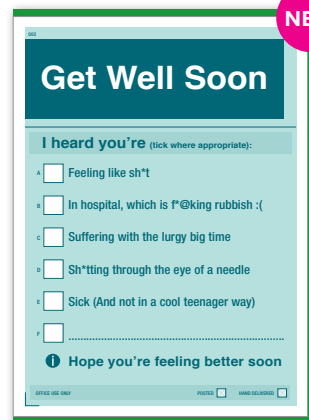 NE
002
Get Well Soon
I heard you're (tick where appropriate):
A Feeling like sh*t
B In hospital, which is f*@king rubbish :(
C Suffering with the lurgy big time
D Sh*tting through the eye of a needle
E Sick (And not in a cool teenager way)
F ................................................................
i Hope you're feeling better soon
OFFICE USE ONLY POSTED HAND DELIVERED